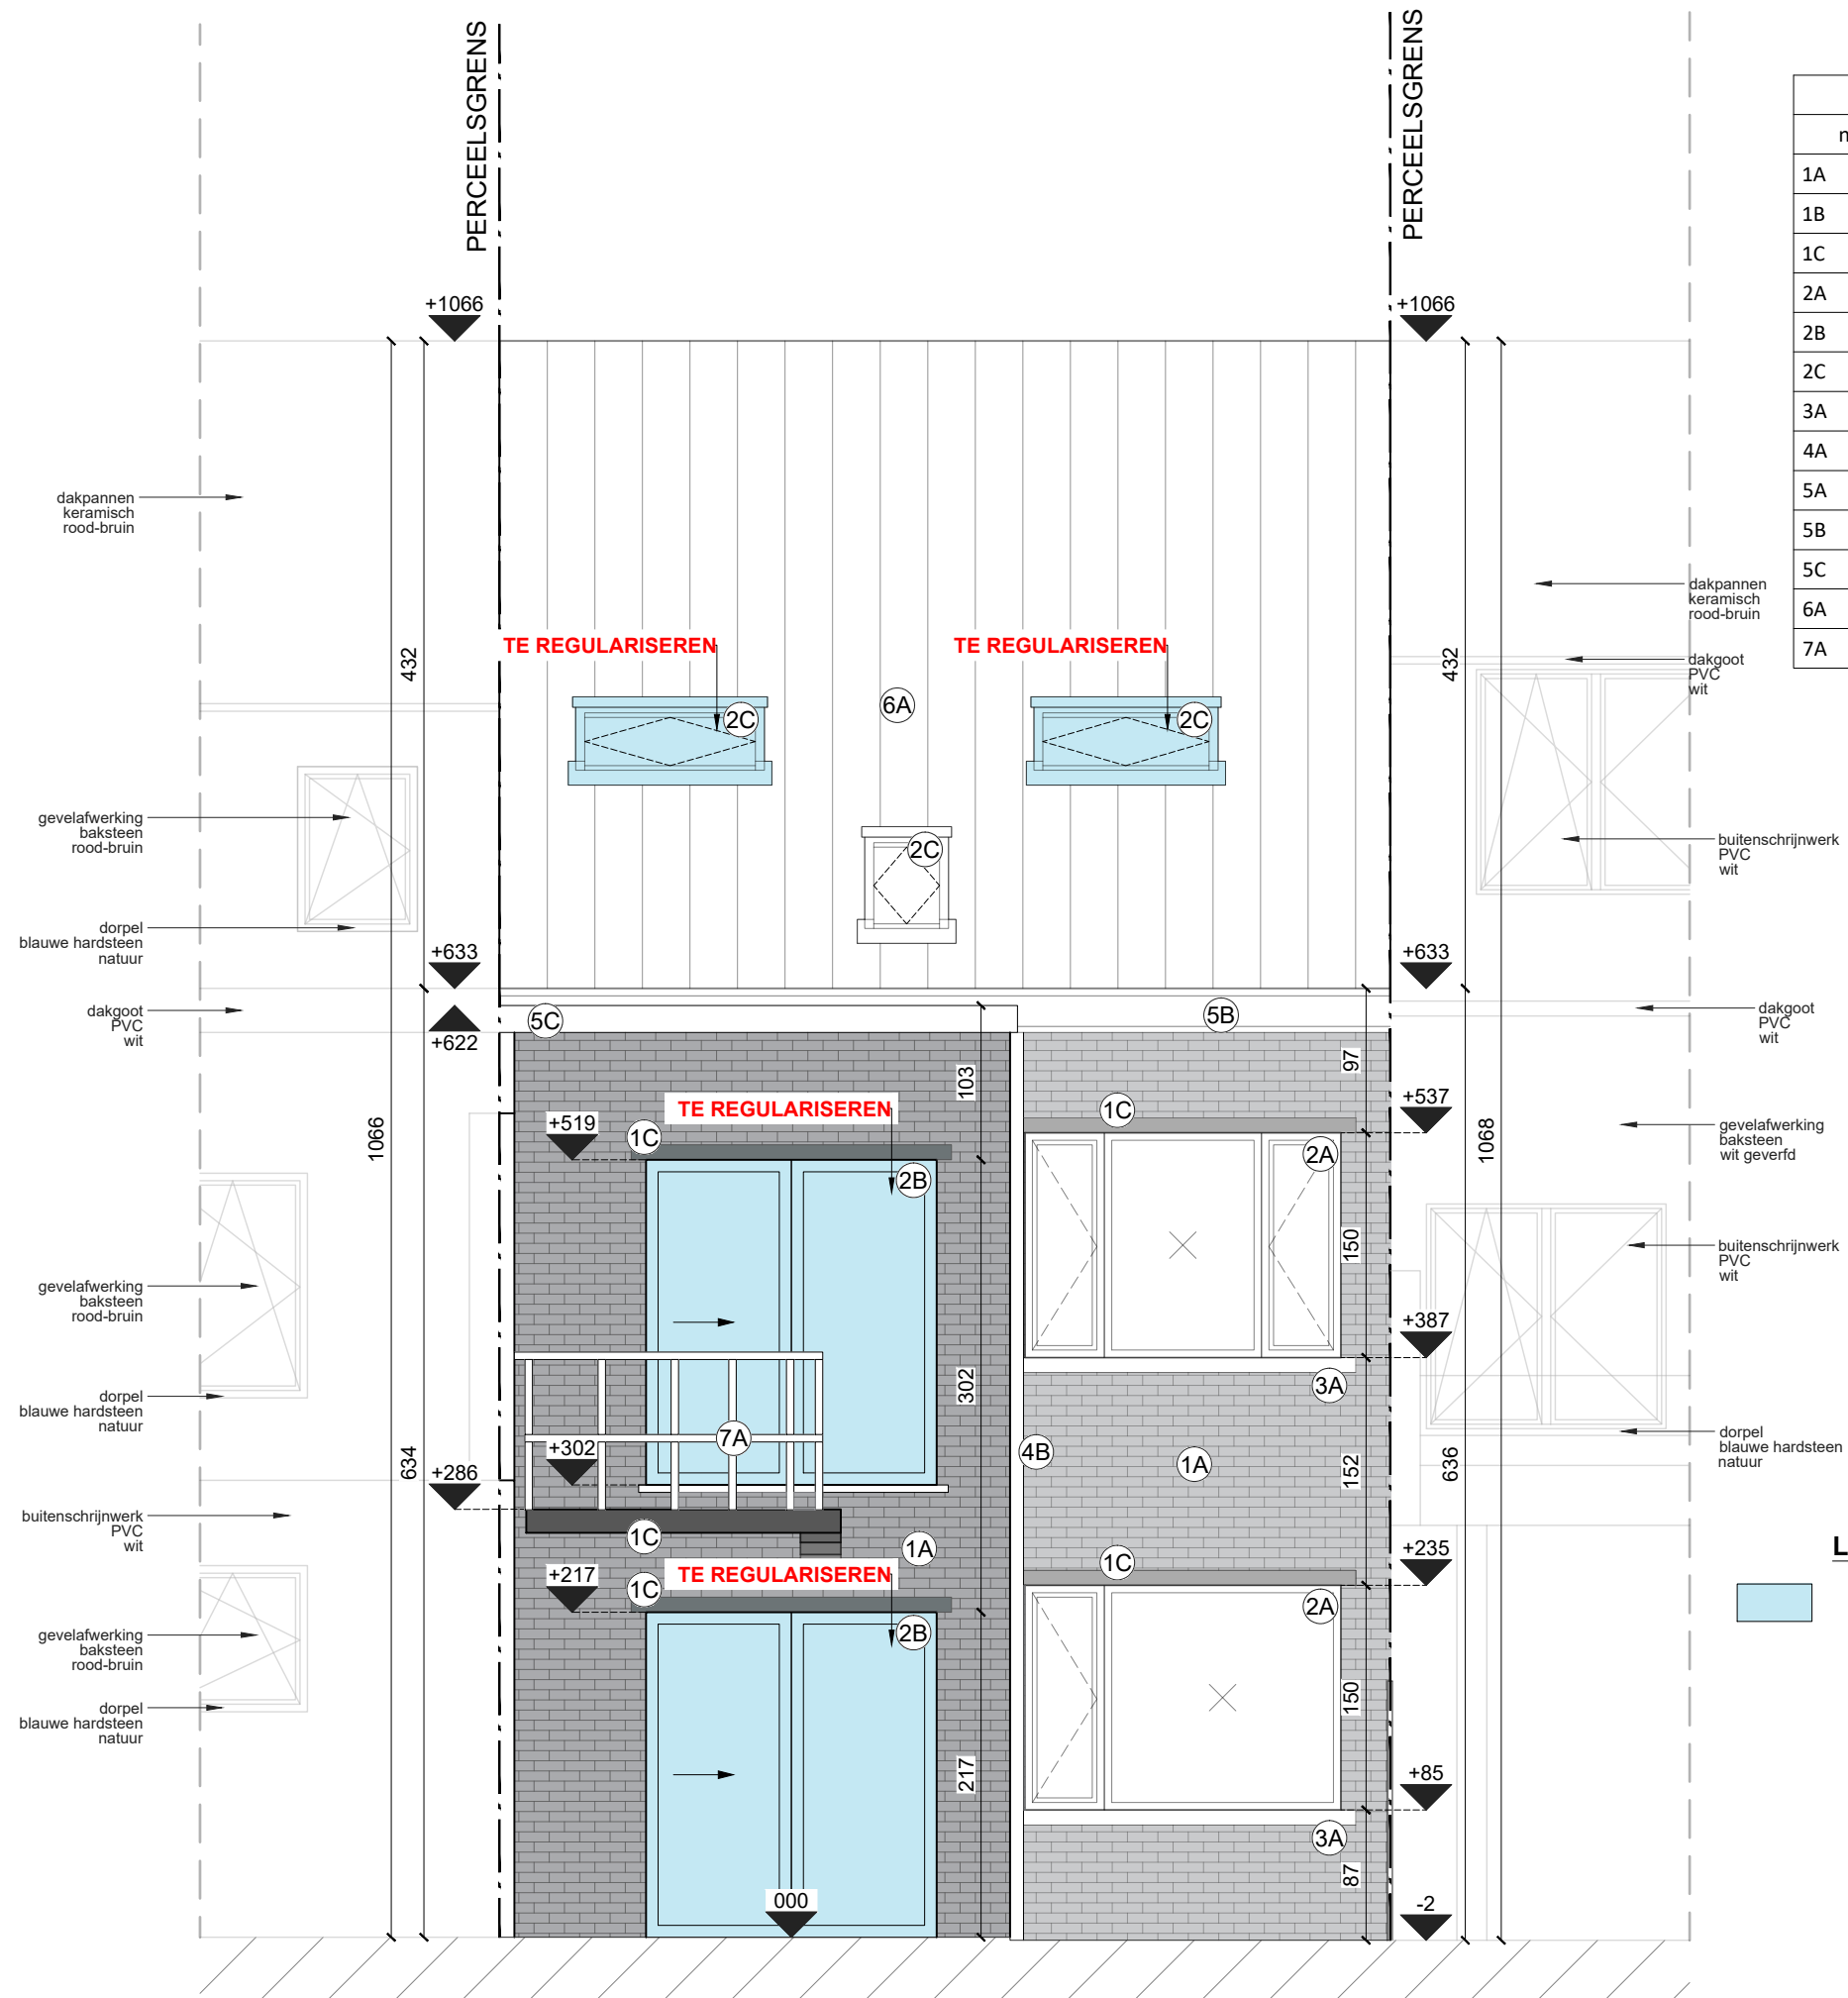 PERCEELSGRENS
PERCEELSGRENS
n
1A
1B
1C
2A
2B
2C
3A
4A
5A
5B
5C
6A
7A
+1066
+1066
dakpannen
keramisch
rood-bruin
432
432
dakpannen
keramisch
rood-bruin
TE REGULARISEREN
TE REGULARISEREN
dakgoot
PVC
wit
2C
6A
2C
gevelafwerking
baksteen
rood-bruin
2C
buitenschrijnwerk
PVC
wit
dorpel
blauwe hardsteen
natuur
+633
+633
dakgoot
PVC
wit
+622
5C
5B
dakgoot
PVC
wit
103
97
TE REGULARISEREN
1C
+519
1C
+537
1066
1068
gevelafwerking
baksteen
wit geverfd
2B
2A
150
gevelafwerking
baksteen
rood-bruin
buitenschrijnwerk
PVC
wit
+387
302
3A
dorpel
blauwe hardsteen
natuur
7A
+302
4B
1A
152
634
636
dorpel
blauwe hardsteen
natuur
+286
buitenschrijnwerk
PVC
wit
1C
1A
1C
+235
L
TE REGULARISEREN
+217
1C
2B
2A
gevelafwerking
baksteen
rood-bruin
dorpel
blauwe hardsteen
natuur
150
217
+85
3A
87
000
-2